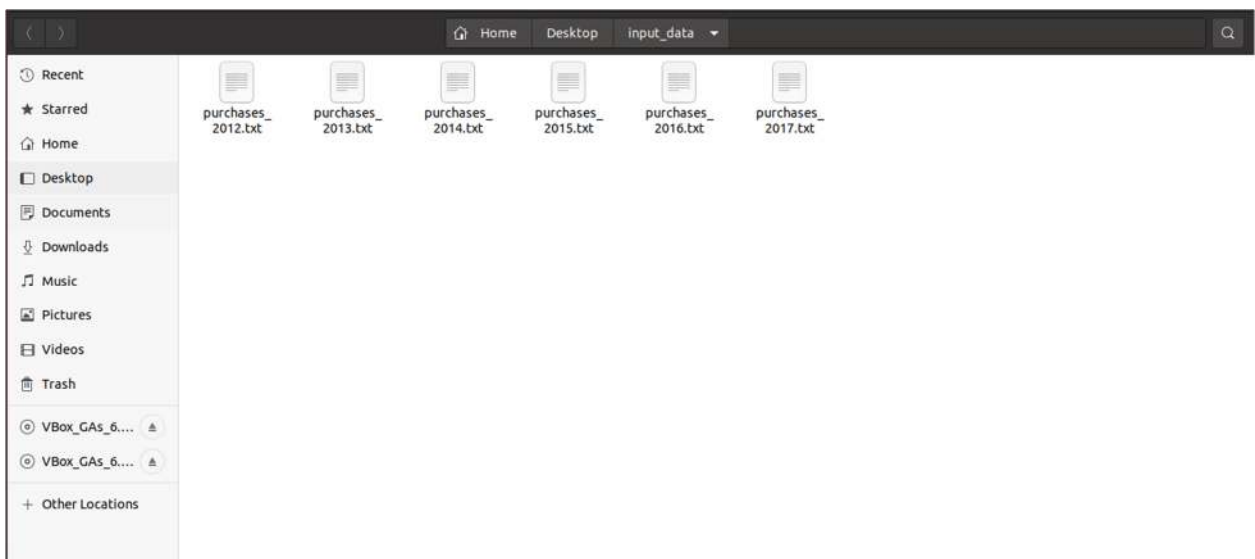 Home Desktop input_data
Recent
Starred
Home
Desktop
Documents
Downloads
Music
Pictures
Videos
Trash
VBox_GAs_6....
VBox_GAs_6....
Other Locations
purchases_ purchases_ purchases_ purchases_ purchases_ purchases_
2012.txt 2013.txt 2014.txt 2015.txt 2016.txt 2017.txt